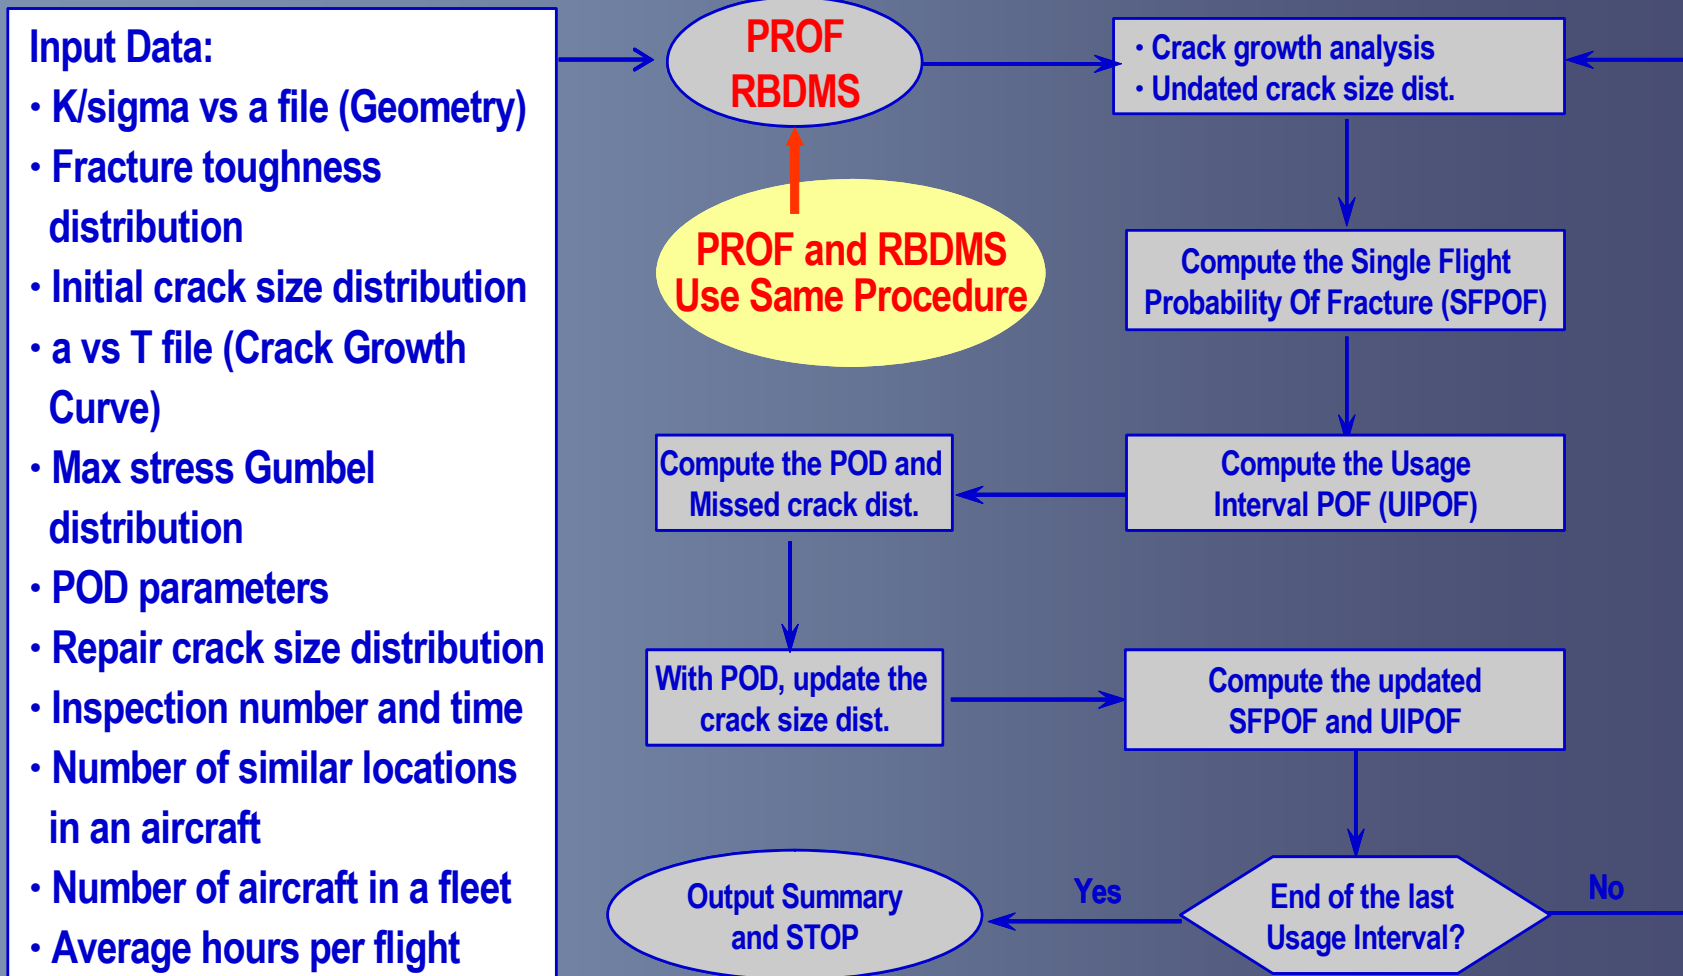 Input Data:
· K/sigma vs a file (Geometry)
· Fracture toughness
distribution
· Initial crack size distribution
· a vs T file (Crack Growth
Curve)
· Max stress Gumbel
distribution
· POD parameters
· Repair crack size distribution
· Inspection number and time
· Number of similar locations
in an aircraft
· Number of aircraft in a fleet
· Average hours per flight
PROF
RBDMS
PROF and RBDMS
Use Same Procedure
· Crack growth analysis
· Undated crack size dist.
Compute the Single Flight
Probability Of Fracture (SFPOF)
Compute the Usage
Interval POF (UIPOF)
Compute the POD and
Missed crack dist.
With POD, update the
crack size dist.
Compute the updated
SFPOF and UIPOF
End of the last
Usage Interval?
Yes
No
Output Summary
and STOP